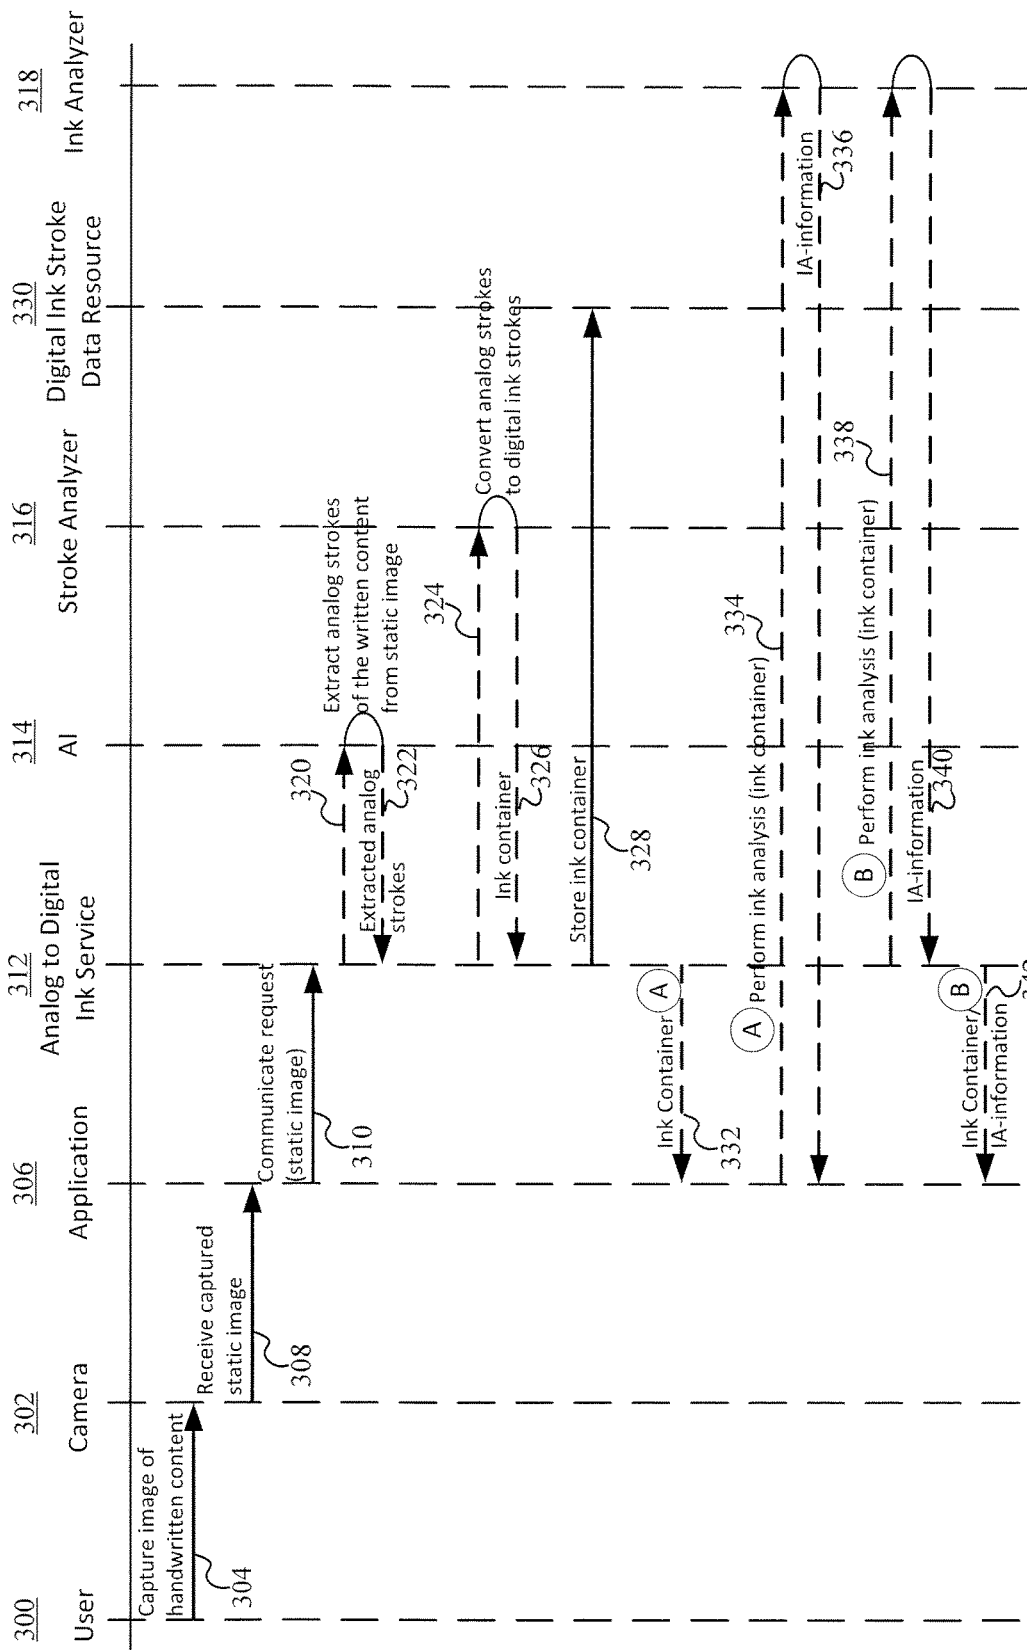 300
User
302
Camera
306
Application
312
Analog to Digital
Ink Service
314
AI
316
Stroke Analyzer
330
Digital Ink Stroke
Data Resource
318
Ink Analyzer
Capture image of
handwritten content
304
Receive captured
static image
308
Communicate request
(static image)
310
320
Extract analog strokes
of the written content
from static image
Extracted analog
strokes
322
324
Convert analog strokes
to digital ink strokes
Ink container
326
Store ink container
328
Ink Container
A
332
A
Perform ink analysis (ink container)
334
IA-information
336
B
Perform ink analysis (ink container)
338
IA-information
340
Ink Container/
IA-information
B